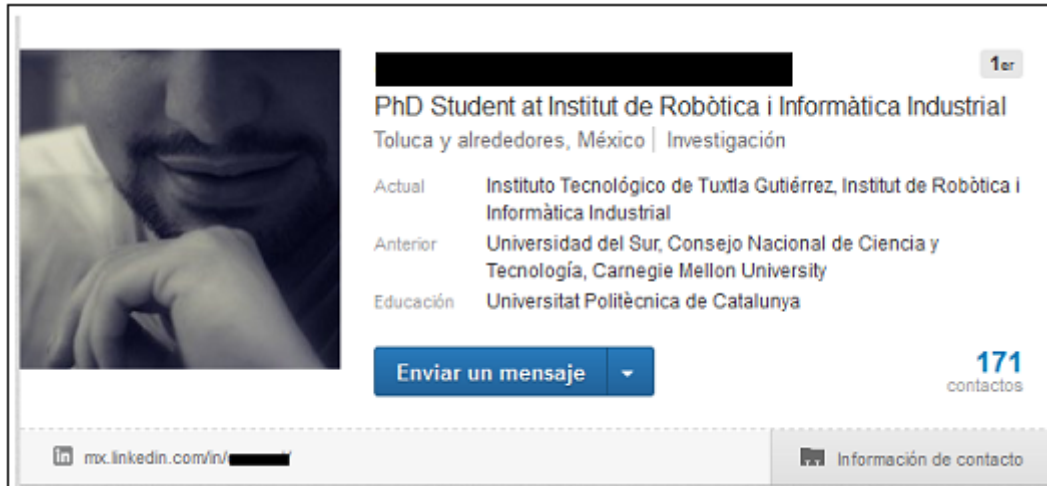 1er
PhD Student at Institut de Robòtica i Informàtica Industrial
Toluca y alrededores, México | Investigación
Actual Instituto Tecnológico de Tuxtla Gutiérrez, Institut de Robòtica i
Informàtica Industrial
Anterior Universidad del Sur, Consejo Nacional de Ciencia y
Tecnología, Carnegie Mellon University
Educación Universitat Politècnica de Catalunya
Enviar un mensaje
171
contactos
in mx.linkedin.com/in/
Información de contacto